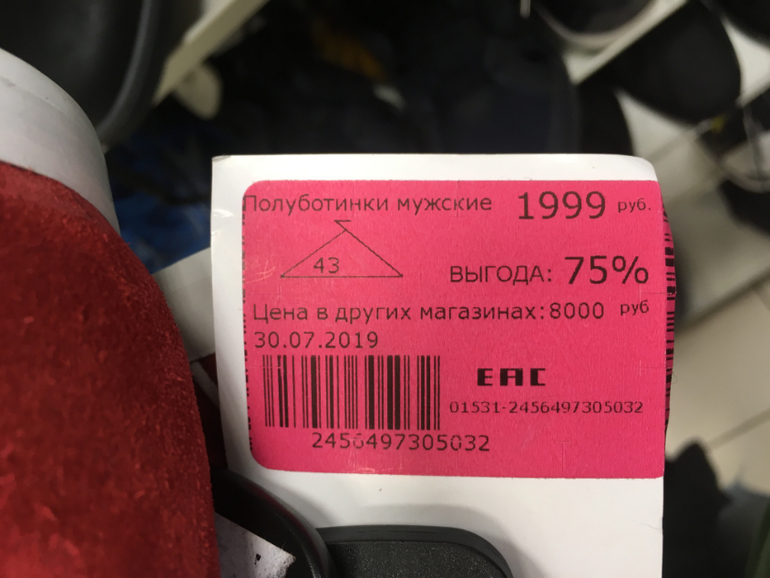 Полуботинки мужские 1999 руб.
43
ВЫГОДА: 75%
Цена в других магазинах: 8000 руб
30.07.2019
EAC
01531-2456497305032
2456497305032